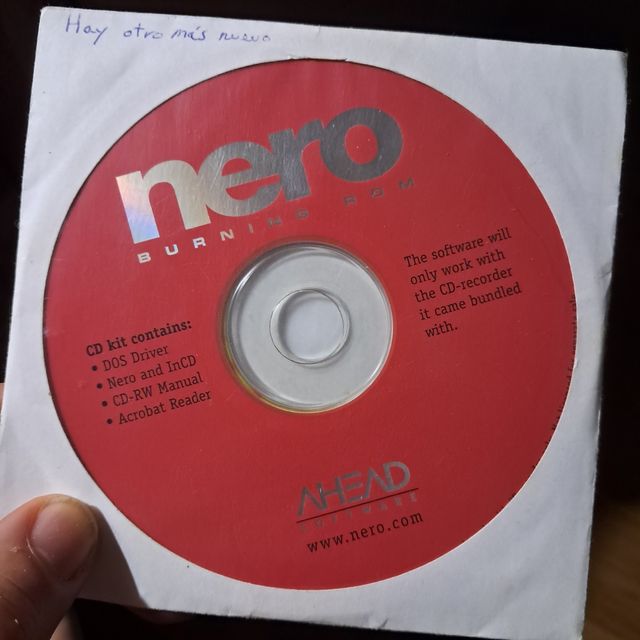 Hay otro más nuevo
nero
BURNING ROM
The software will
only work with
the CD-recorder
it came bundled
with.
CD kit contains:
• DOS Driver
• Nero and InCD
• CD-RW Manual
• Acrobat Reader
AHEAD
SOFTWARE
www.nero.com